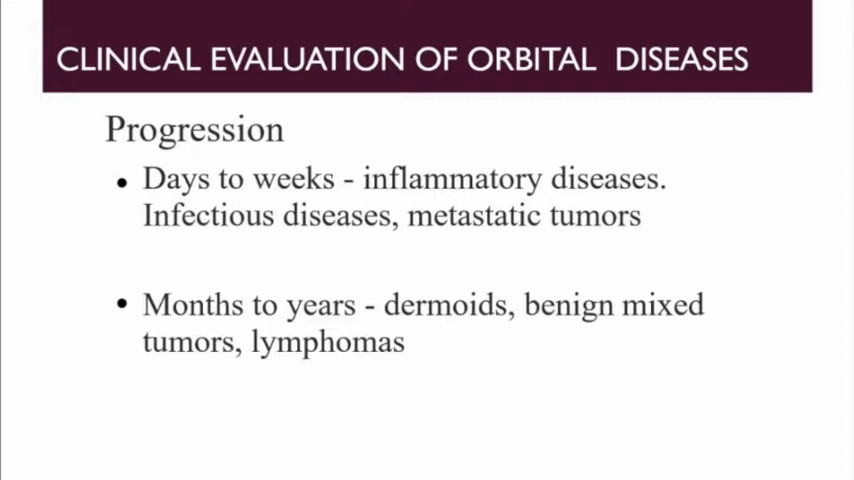 CLINICAL EVALUATION OF ORBITAL DISEASES
Progression
• Days to weeks - inflammatory diseases.
Infectious diseases, metastatic tumors
• Months to years - dermoids, benign mixed
tumors, lymphomas